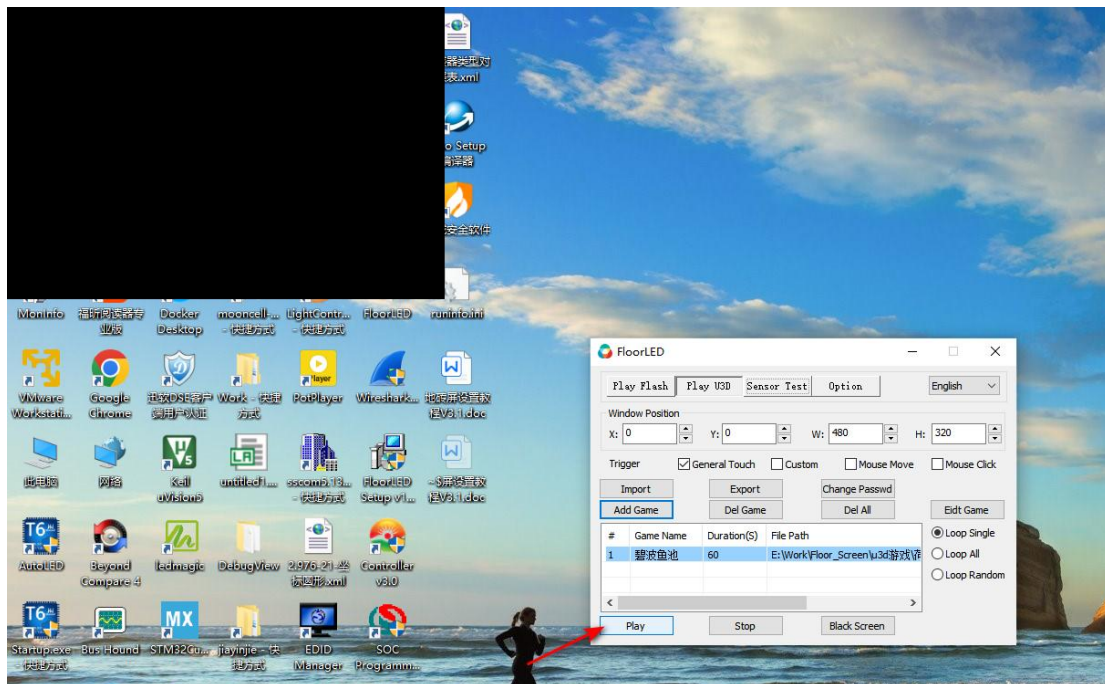 器类型对
表.xml
o Setup
编译器
安全软件
MonInfo
福昕阅读器专
业版
Docker
Desktop
mooncell-...
- 快捷方式
LightContr...
- 快捷方式
FloorLED
runinfo.ini
VMware
Workstati...
Google
Chrome
迅软DSE客户
端用户认证
Work - 快捷
方式
PotPlayer
Wireshark...
地砖屏设置教
程V3.1.doc
此电脑
网络
Keil
uVision5
untitled1....
sscom5.13...
- 快捷方式
FloorLED
Setup v1....
~$屏设置教
程V3.1.doc
AutoLED
Beyond
Compare 4
ledmagic
DebugView
2.976-21-坐
标图形.xml
Controller
v3.0
Startup.exe
- 快捷方式
Bus Hound
STM32Cu...
jiayinjie - 快
捷方式
EDID
Manager
SOC
Programm...
FloorLED
Play Flash
Play U3D
Sensor Test
Option
English
Window Position
X: 0
Y: 0
W: 480
H: 320
Trigger
General Touch
Custom
Mouse Move
Mouse Click
Import
Export
Change Passwd
Add Game
Del Game
Del All
Eidt Game
# Game Name Duration(S) File Path
1 碧波鱼池 60 E:\Work\Floor_Screen\u3d游戏\
Loop Single
Loop All
Loop Random
Play
Stop
Black Screen